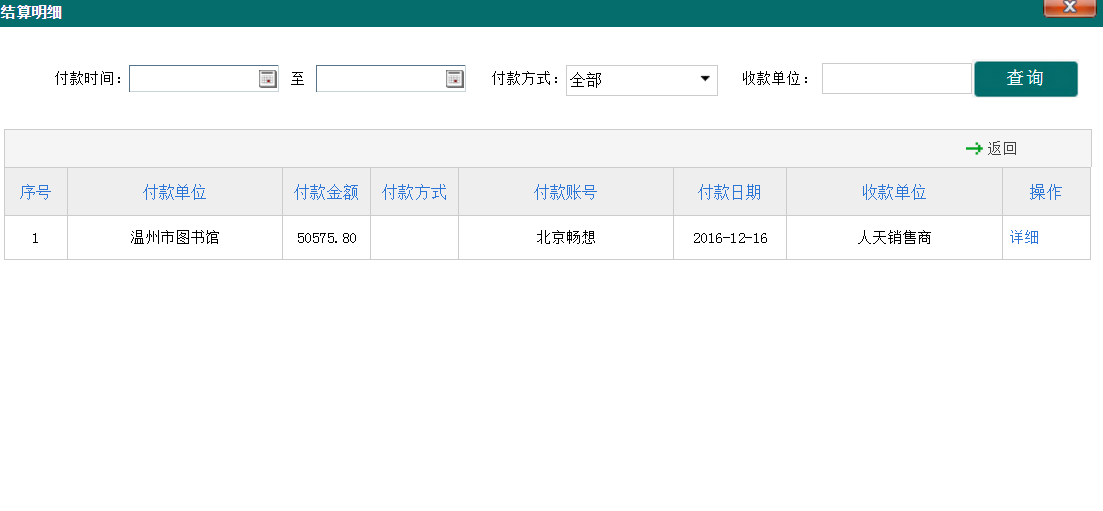 结算明细
付款时间： 至 付款方式：全部 收款单位： 查询
返回
序号 付款单位 付款金额 付款方式 付款账号 付款日期 收款单位 操作
1 温州市图书馆 50575.80 北京畅想 2016-12-16 人天销售商 详细